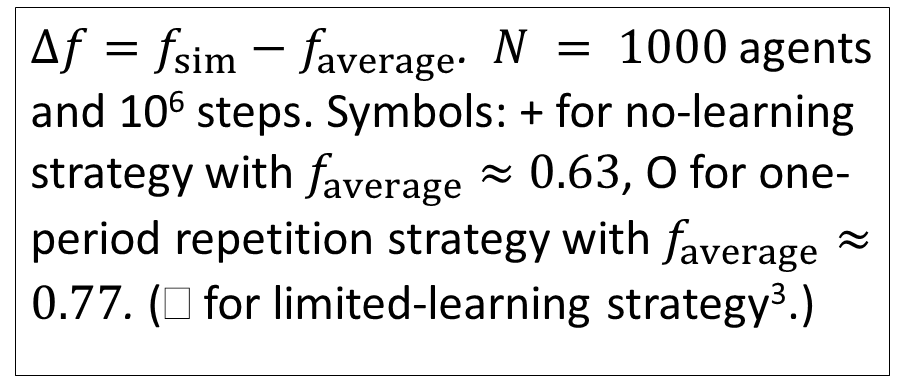 Δf = f_sim − f_average. N = 1000 agents
and 10⁶ steps. Symbols: + for no-learning
strategy with f_average ≈ 0.63, O for one-
period repetition strategy with f_average ≈
0.77. (□ for limited-learning strategy³.)